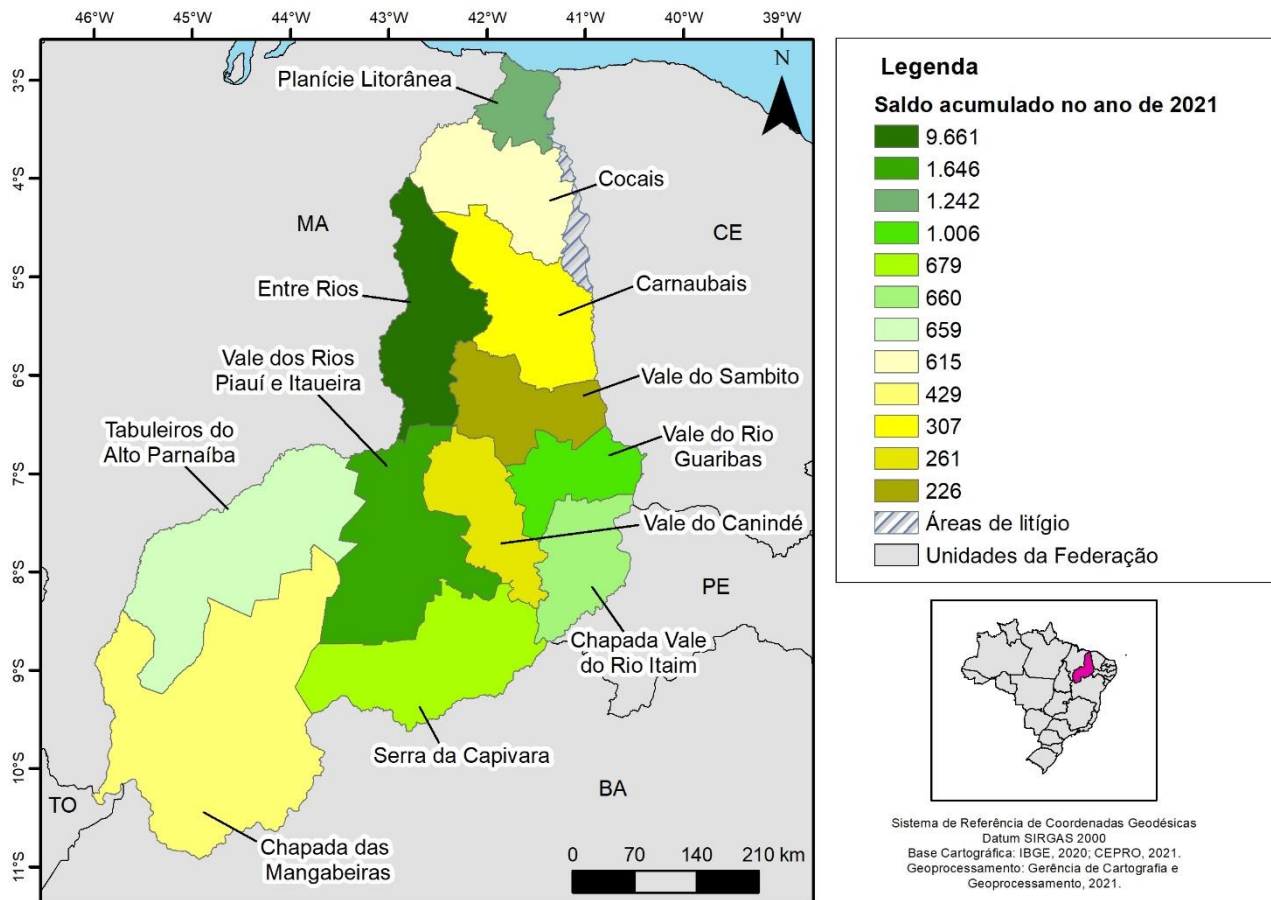 46°W 45°W 44°W 43°W 42°W 41°W 40°W 39°W
3°S
4°S
5°S
6°S
7°S
8°S
9°S
10°S
11°S
N
Planície Litorânea
Cocais
MA
CE
Entre Rios
Carnaubais
Vale dos Rios
Piauí e Itaueira
Vale do Sambito
Tabuleiros do
Alto Parnaíba
Vale do Rio
Guaribas
Vale do Canindé
PE
Chapada Vale
do Rio Itaim
Serra da Capivara
BA
TO
Chapada das
Mangabeiras
0 70 140 210 km
Legenda
Saldo acumulado no ano de 2021
9.661
1.646
1.242
1.006
679
660
659
615
429
307
261
226
Áreas de litígio
Unidades da Federação
Sistema de Referência de Coordenadas Geodésicas
Datum SIRGAS 2000
Base Cartográfica: IBGE, 2020; CEPRO, 2021.
Geoprocessamento: Gerência de Cartografia e
Geoprocessamento, 2021.